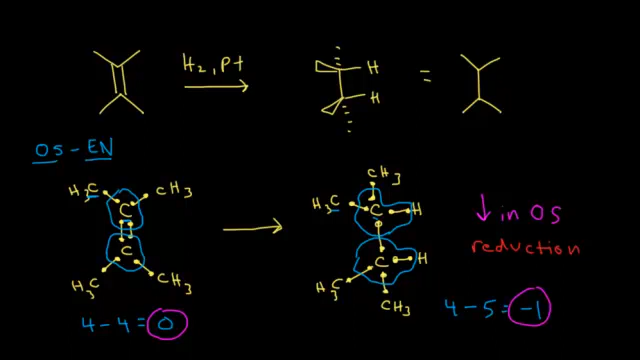 H2, Pt
H
H
=
OS - EN
H3C CH3
C
C
H3C CH3
4 - 4 = 0
CH3
H3C C H
C H
H3C CH3
4 - 5 = -1
↓ in OS
reduction